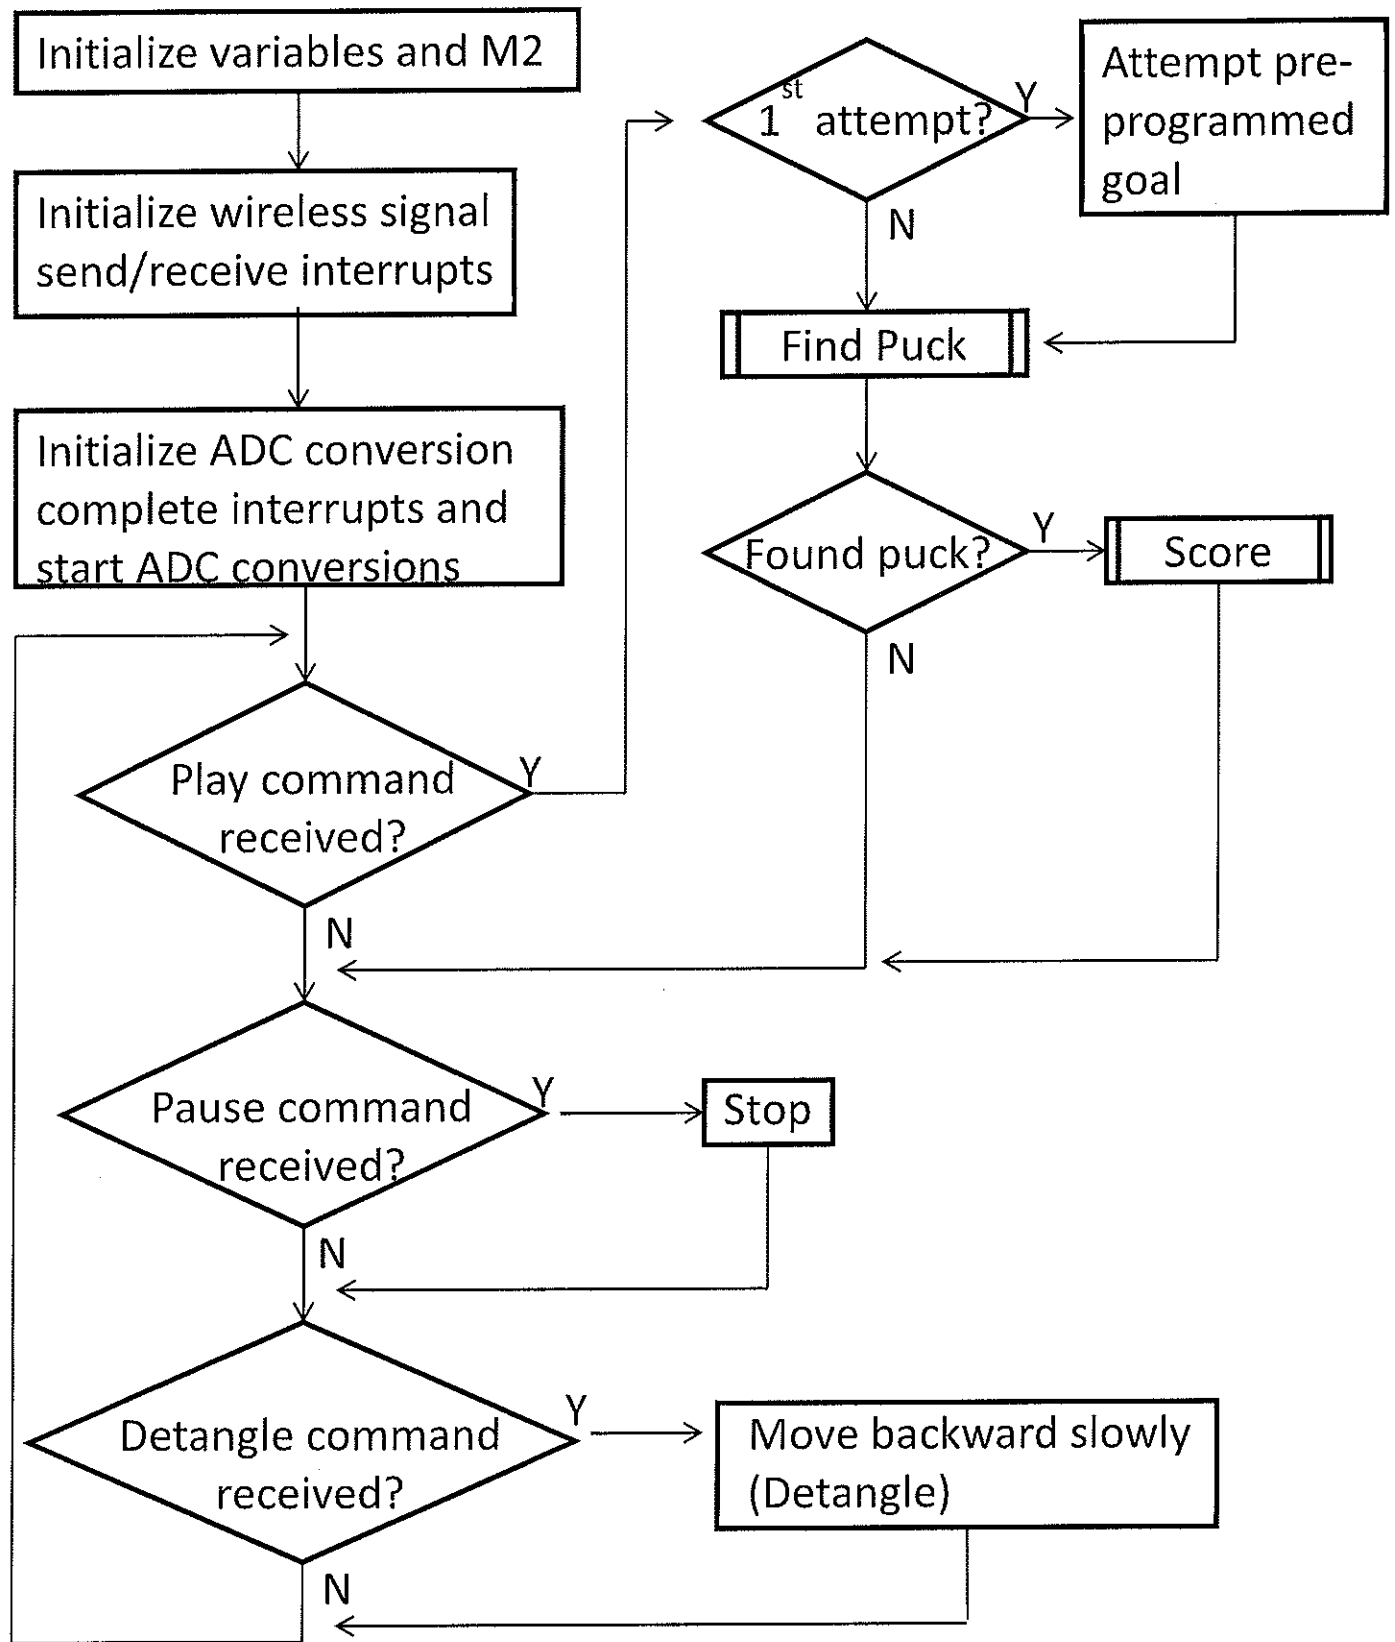 Initialize variables and M2
Initialize wireless signal
send/receive interrupts
Initialize ADC conversion
complete interrupts and
start ADC conversions
Play command
received?
Y
N
1st attempt?
Y
N
Attempt pre-
programmed
goal
Find Puck
Found puck?
Y
N
Score
Pause command
received?
Y
N
Stop
Detangle command
received?
Y
N
Move backward slowly
(Detangle)